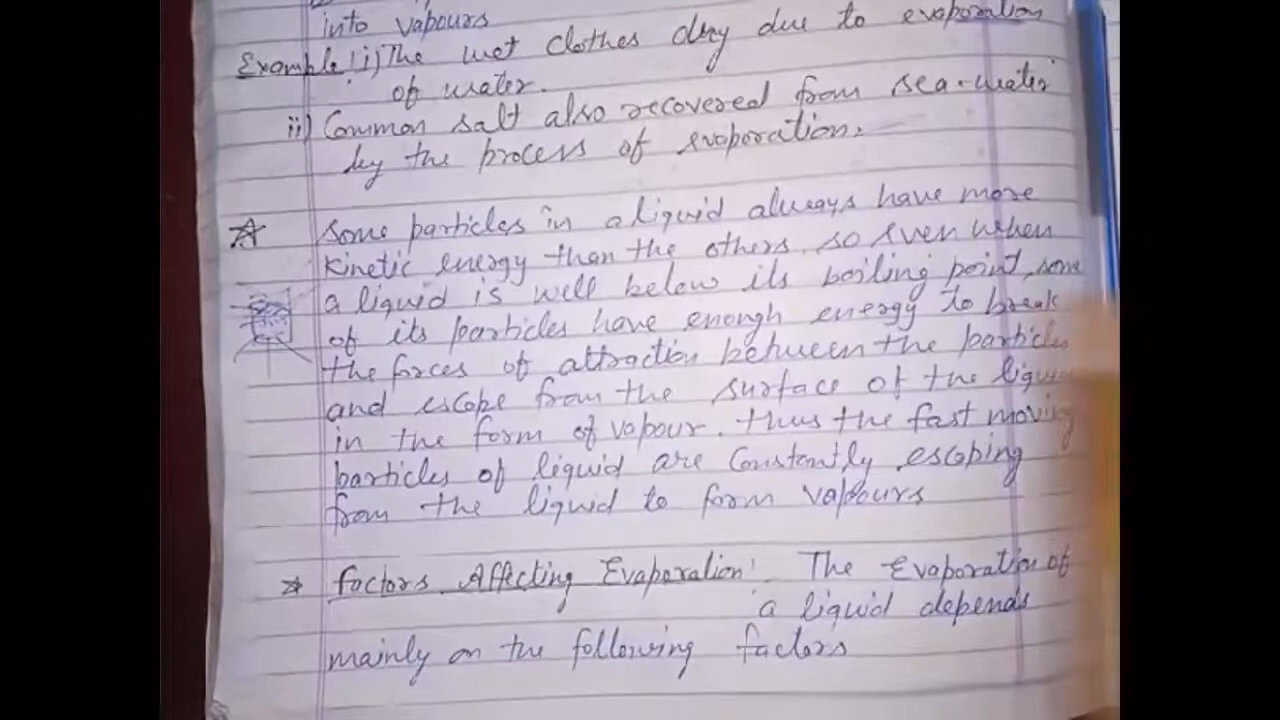 into vapours
Example! i) The wet clothes dry due to evaporation
of water.
ii) Common salt also recovered from sea-water
by the process of evaporation.
☆ Some particles in a liquid always have more
kinetic energy than the others. so even when
a liquid is well below its boiling point, some
of its particles have enough energy to break
the forces of attraction between the particles
and escape from the surface of the liquid
in the form of vapour. thus the fast moving
particles of liquid are constantly escaping
from the liquid to form vapours
☆ factors Affecting Evaporation! The Evaporation of
a liquid depends
mainly on the following factors